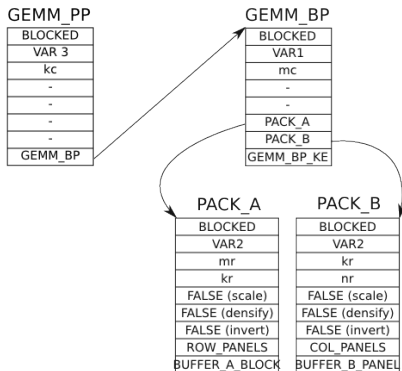 GEMM_PP
BLOCKED
VAR 3
kc
-
-
-
-
GEMM_BP
GEMM_BP
BLOCKED
VAR1
mc
-
-
PACK_A
PACK_B
GEMM_BP_KE
PACK_A
BLOCKED
VAR2
mr
kr
FALSE (scale)
FALSE (densify)
FALSE (invert)
ROW_PANELS
BUFFER_A_BLOCK
PACK_B
BLOCKED
VAR2
kr
nr
FALSE (scale)
FALSE (densify)
FALSE (invert)
COL_PANELS
BUFFER_B_PANEL